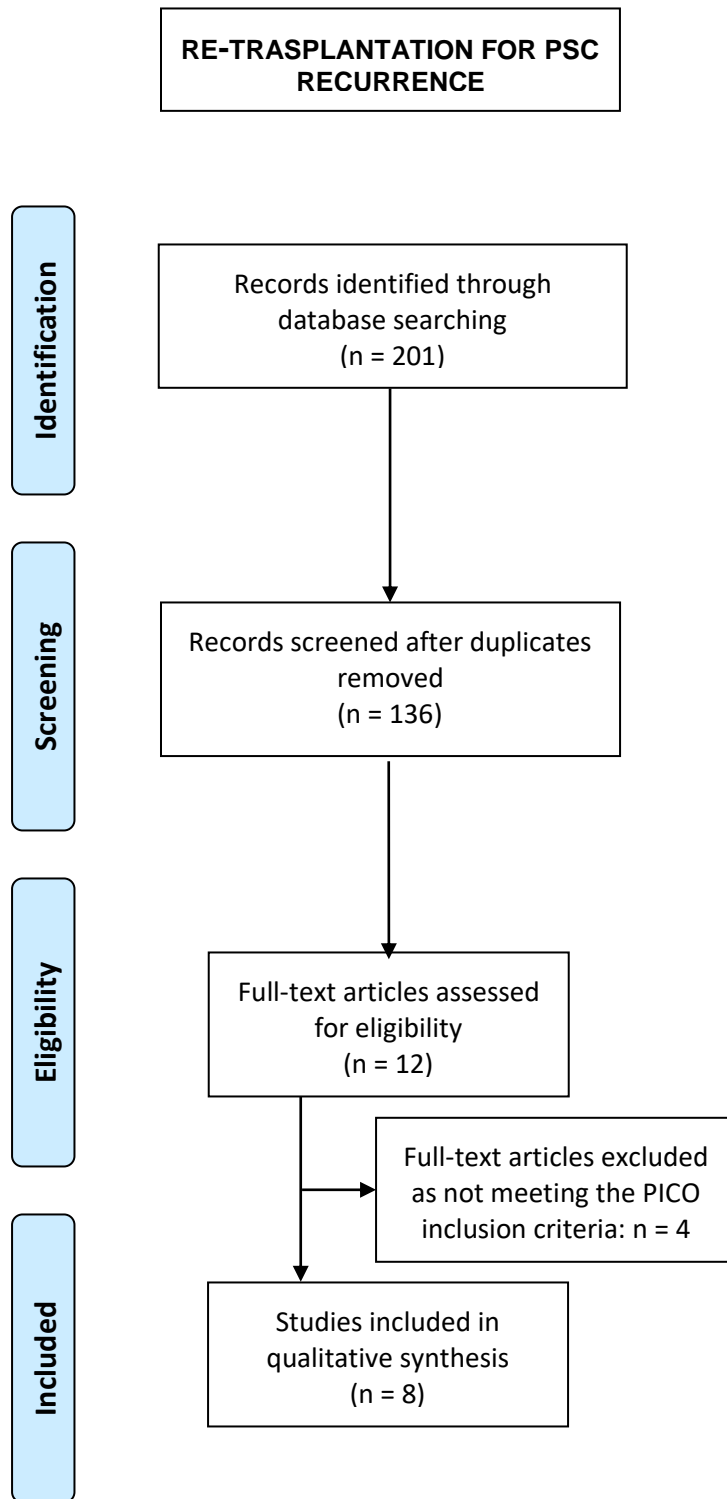 RE-TRASPLANTATION FOR PSC
RECURRENCE
Identification
Records identified through
database searching
(n = 201)
Screening
Records screened after duplicates
removed
(n = 136)
Eligibility
Full-text articles assessed
for eligibility
(n = 12)
Full-text articles excluded
as not meeting the PICO
inclusion criteria: n = 4
Included
Studies included in
qualitative synthesis
(n = 8)